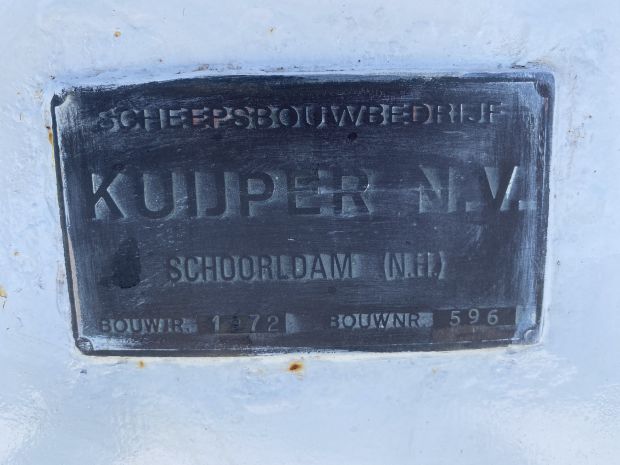 SCHEEPSBOUWBEDRIJF
KUIJPER N.V.
SCHOORLDAM (N.H.)
BOUWJR. 1972 BOUWNR. 596